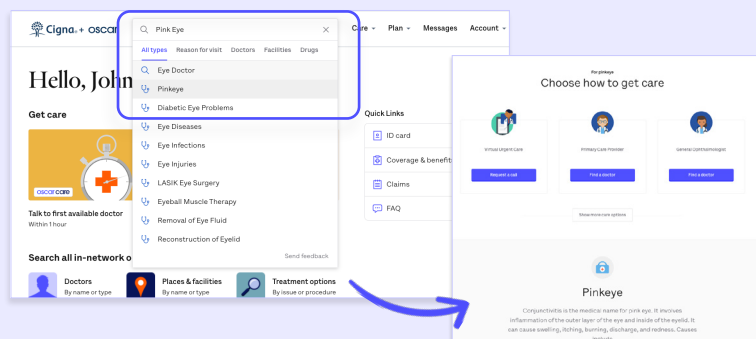 Cigna + oscar
Pink Eye
Care
Plan
Messages
Account
All types
Reason for visit
Doctors
Facilities
Drugs
Eye Doctor
Pinkeye
Diabetic Eye Problems
Eye Diseases
Eye Infections
Eye Injuries
LASIK Eye Surgery
Eyeball Muscle Therapy
Removal of Eye Fluid
Reconstruction of Eyelid
Send feedback
Hello, John
Get care
oscar care
Talk to first available doctor
Within 1 hour
Quick Links
ID card
Coverage & benefit
Claims
FAQ
Search all in-network o
Doctors
By name or type
Places & facilities
By name or type
Treatment options
By issue or procedure
For pinkeye
Choose how to get care
Virtual Urgent Care
Primary Care Provider
General Ophthalmologist
Request a call
Find a doctor
Find a doctor
Show more care options
Pinkeye
Conjunctivitis is the medical name for pink eye. It involves
inflammation of the outer layer of the eye and inside of the eyelid. It
can cause swelling, itching, burning, discharge, and redness. Causes